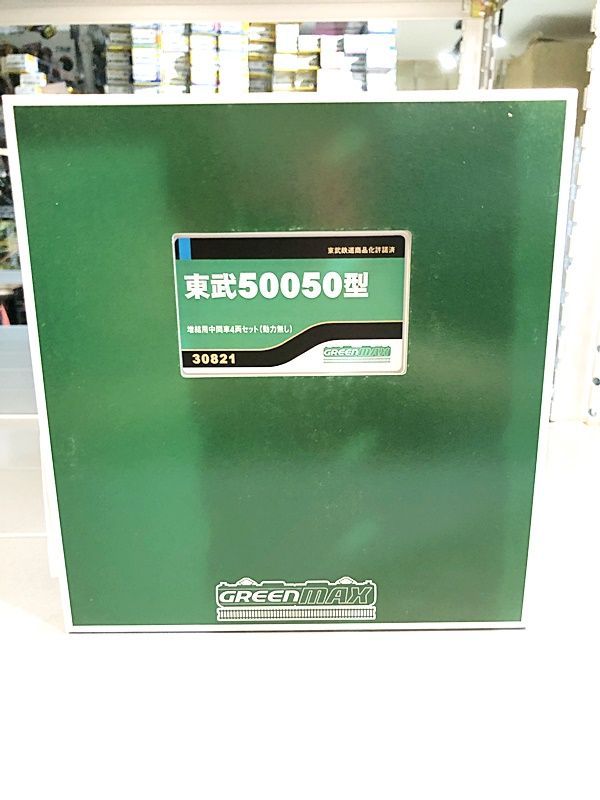 東武鉄道商品化許諾済
東武50050型
増結用中間車4両セット(動力無し)
30821
GREENMAX
GREENMAX